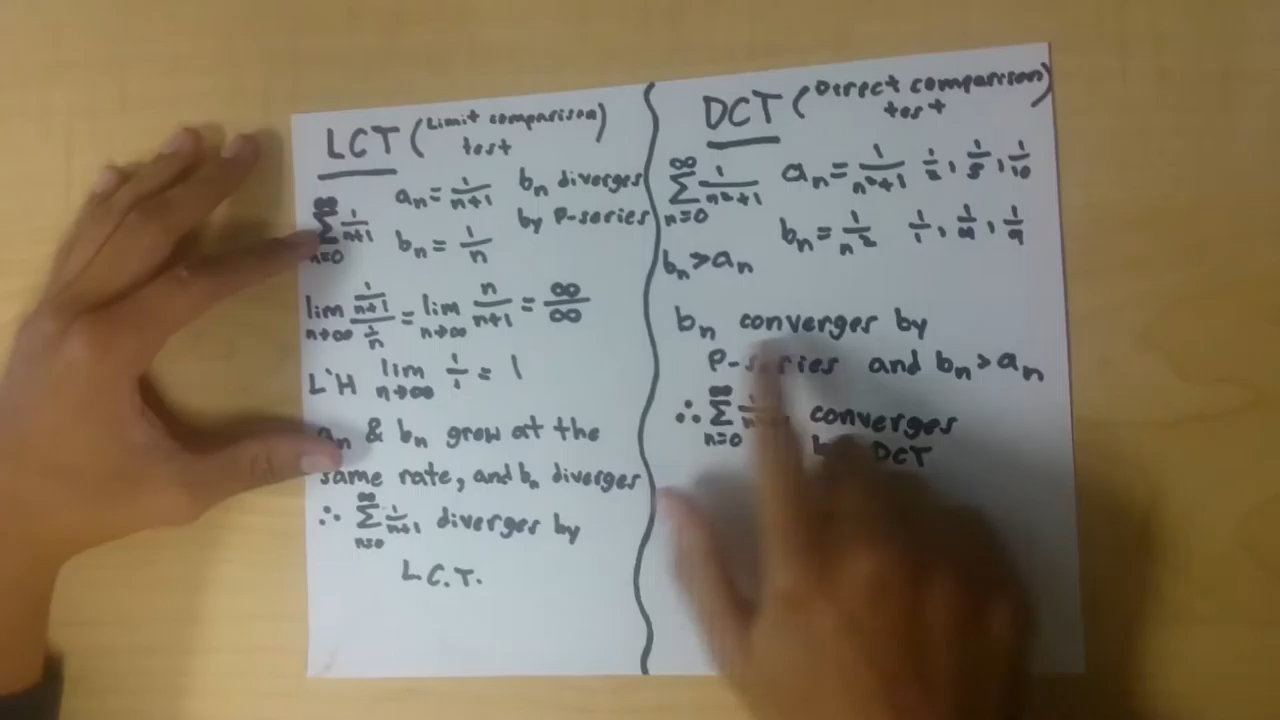 LCT (Limit comparison)
test
∞
Σ 1/n+1
n=0
an = 1/n+1
bn diverges
by P-series
bn = 1/n
lim n→∞ (1/n+1)/(1/n) = lim n→∞ n/n+1 = ∞/∞
L'H lim n→∞ 1/1 = 1
an & bn grow at the
same rate, and bn diverges
∴ ∞Σn=0 1/n+1 diverges by
L.C.T.
DCT (Direct comparison)
test
∞
Σ 1/n²+1
n=0
an = 1/n²+1 1/2, 1/5, 1/10
bn = 1/n² 1/1, 1/4, 1/9
bn > an
bn converges by
P-series and bn > an
∴ ∞Σn=0 converges
DCT